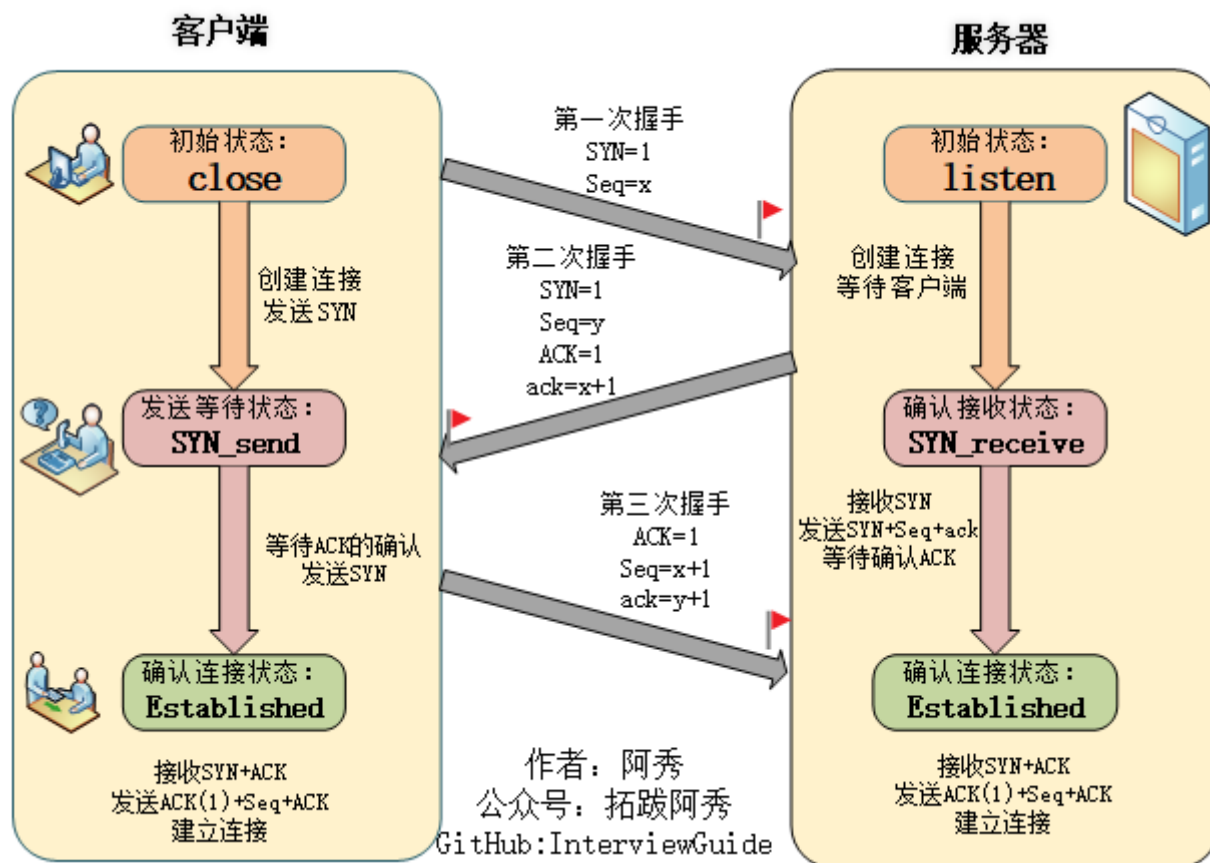 客户端
服务器
初始状态：
close
创建连接
发送SYN
发送等待状态：
SYN_send
等待ACK的确认
发送SYN
确认连接状态：
Established
接收SYN+ACK
发送ACK(1)+Seq+ACK
建立连接
第一次握手
SYN=1
Seq=x
第二次握手
SYN=1
Seq=y
ACK=1
ack=x+1
第三次握手
ACK=1
Seq=x+1
ack=y+1
作者：阿秀
公众号：拓跋阿秀
GitHub:InterviewGuide
初始状态：
listen
创建连接
等待客户端
确认接收状态：
SYN_receive
接收SYN
发送SYN+Seq+ack
等待确认ACK
确认连接状态：
Established
接收SYN+ACK
发送ACK(1)+Seq+ACK
建立连接